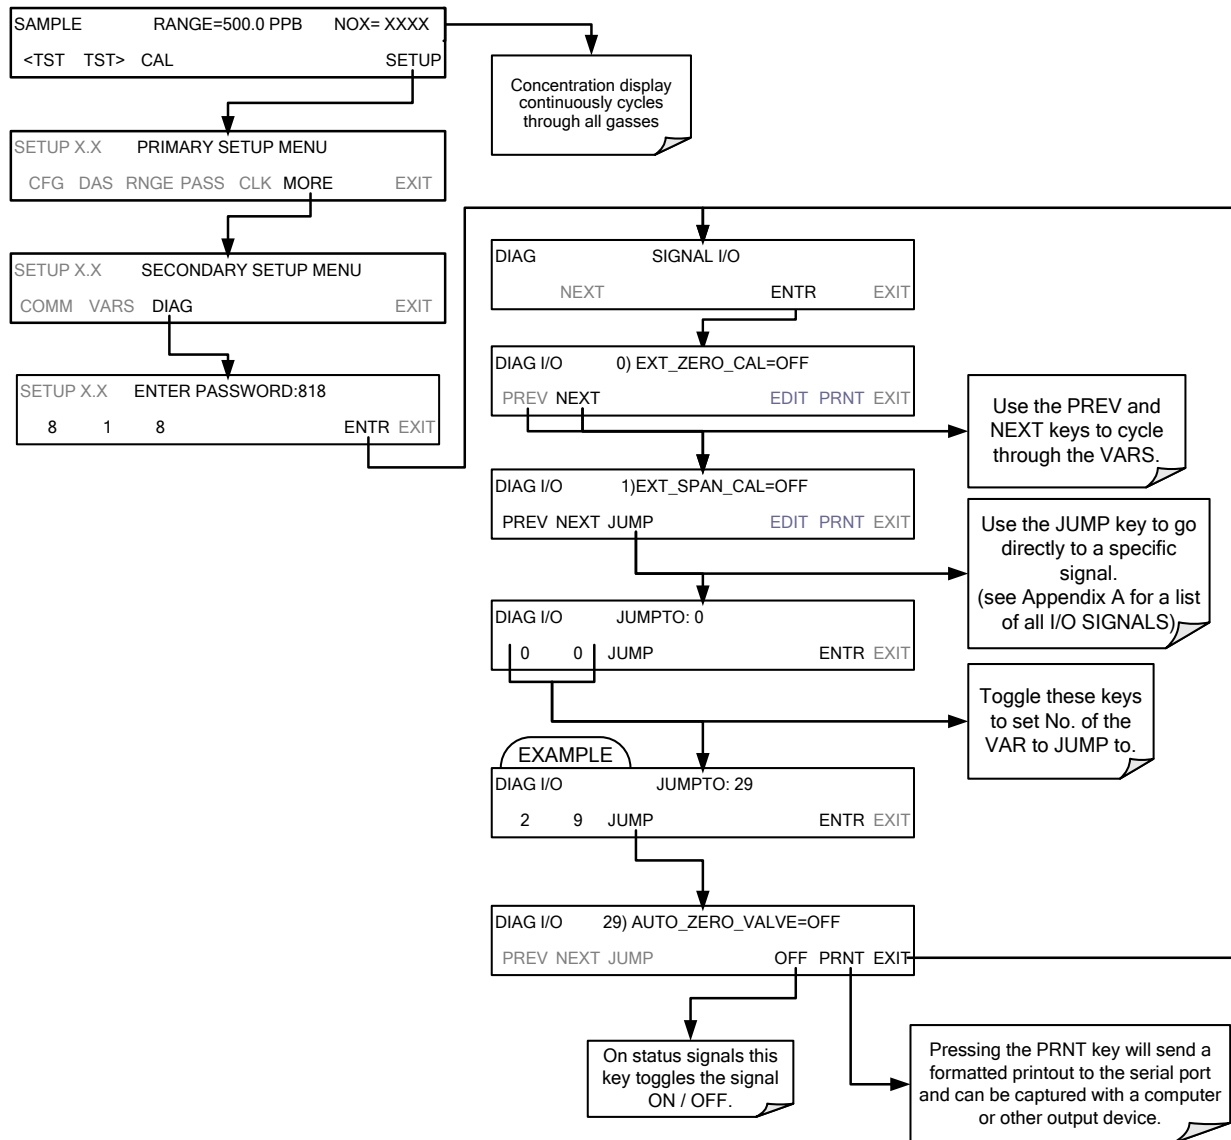 SAMPLE RANGE=500.0 PPB NOX= XXXX
<TST TST> CAL SETUP
Concentration display
continuously cycles
through all gasses
SETUP X.X PRIMARY SETUP MENU
CFG DAS RNGE PASS CLK MORE EXIT
SETUP X.X SECONDARY SETUP MENU
COMM VARS DIAG EXIT
SETUP X.X ENTER PASSWORD:818
8 1 8 ENTR EXIT
DIAG SIGNAL I/O
NEXT ENTR EXIT
DIAG I/O 0) EXT_ZERO_CAL=OFF
PREV NEXT EDIT PRNT EXIT
Use the PREV and
NEXT keys to cycle
through the VARS.
DIAG I/O 1)EXT_SPAN_CAL=OFF
PREV NEXT JUMP EDIT PRNT EXIT
Use the JUMP key to go
directly to a specific
signal.
(see Appendix A for a list
of all I/O SIGNALS)
DIAG I/O JUMPTO: 0
0 0 JUMP ENTR EXIT
Toggle these keys
to set No. of the
VAR to JUMP to.
EXAMPLE
DIAG I/O JUMPTO: 29
2 9 JUMP ENTR EXIT
DIAG I/O 29) AUTO_ZERO_VALVE=OFF
PREV NEXT JUMP OFF PRNT EXIT
On status signals this
key toggles the signal
ON / OFF.
Pressing the PRNT key will send a
formatted printout to the serial port
and can be captured with a computer
or other output device.